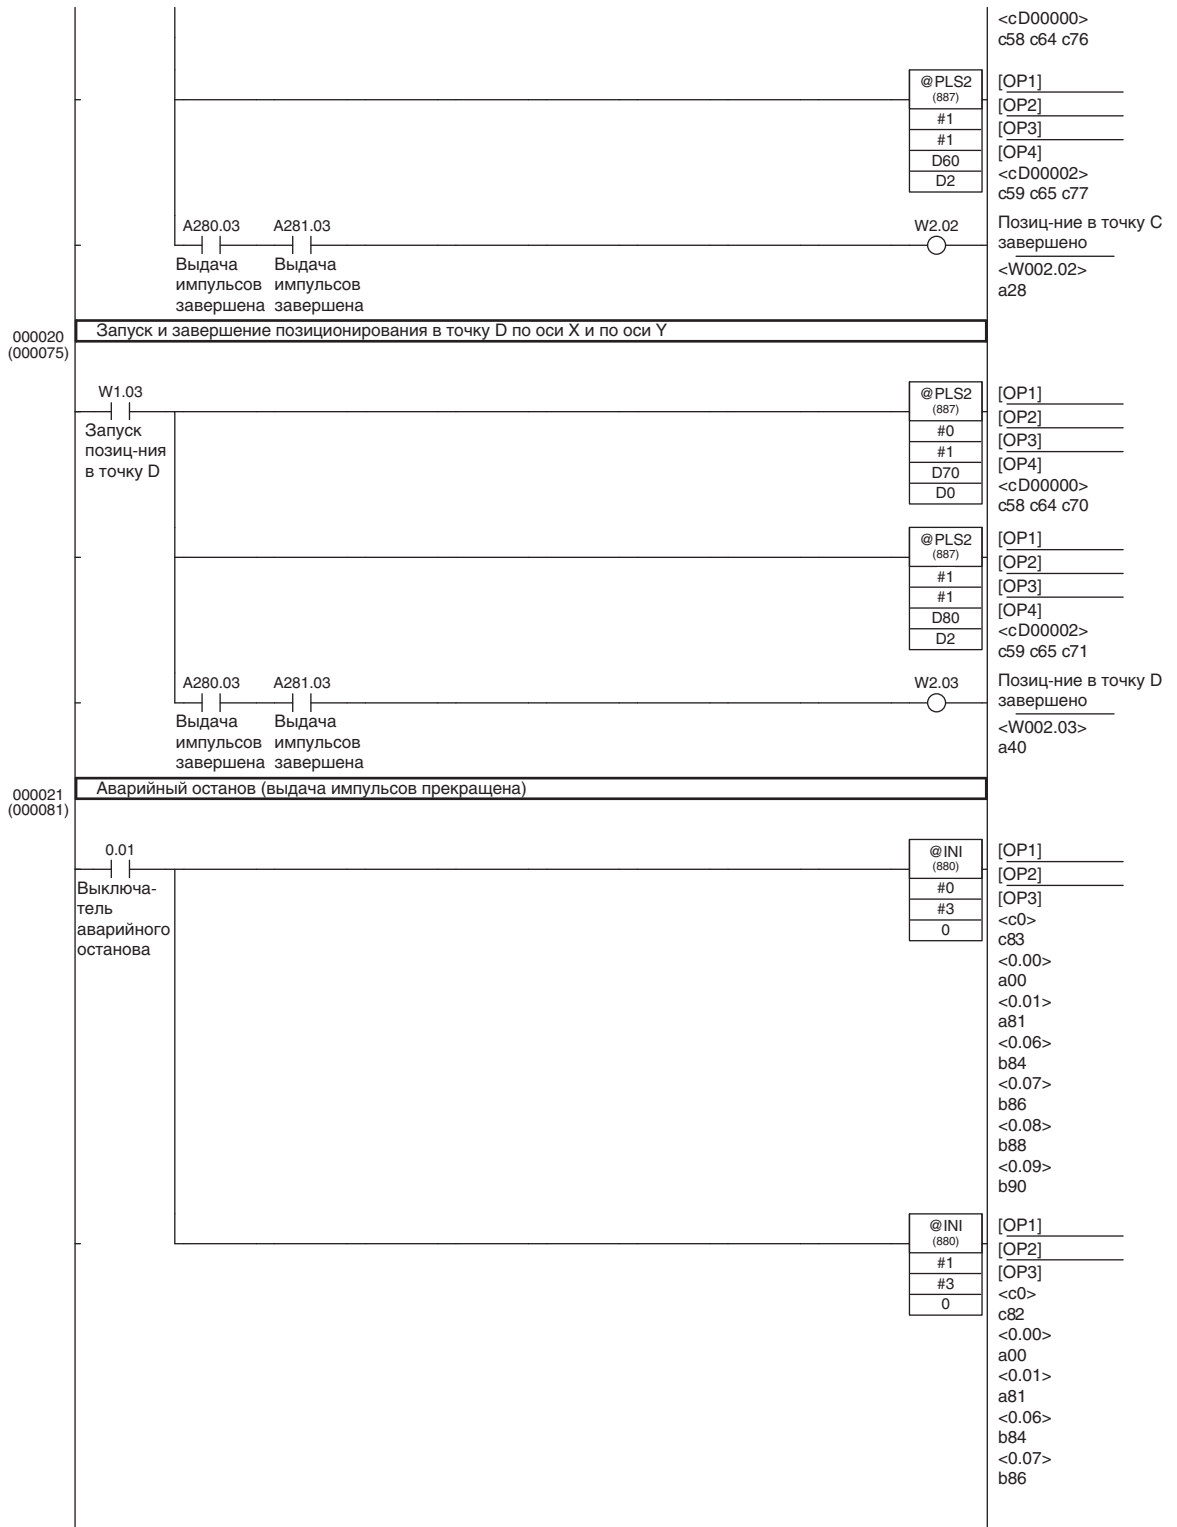 <cD00000>
c58 c64 c76
@PLS2
(887)
#1
#1
D60
D2
[OP1]
[OP2]
[OP3]
[OP4]
<cD00002>
c59 c65 c77
A280.03 A281.03 W2.02
Выдача Выдача
импульсов импульсов
завершена завершена
Позиц-ние в точку C
завершено
<W002.02>
a28
000020
(000075)
Запуск и завершение позиционирования в точку D по оси X и по оси Y
W1.03
Запуск
позиц-ния
в точку D
@PLS2
(887)
#0
#1
D70
D0
[OP1]
[OP2]
[OP3]
[OP4]
<cD00000>
c58 c64 c70
@PLS2
(887)
#1
#1
D80
D2
[OP1]
[OP2]
[OP3]
[OP4]
<cD00002>
c59 c65 c71
A280.03 A281.03 W2.03
Выдача Выдача
импульсов импульсов
завершена завершена
Позиц-ние в точку D
завершено
<W002.03>
a40
000021
(000081)
Аварийный останов (выдача импульсов прекращена)
0.01
Выключа-
тель
аварийного
останова
@INI
(880)
#0
#3
0
[OP1]
[OP2]
[OP3]
<c0>
c83
<0.00>
a00
<0.01>
a81
<0.06>
b84
<0.07>
b86
<0.08>
b88
<0.09>
b90
@INI
(880)
#1
#3
0
[OP1]
[OP2]
[OP3]
<c0>
c82
<0.00>
a00
<0.01>
a81
<0.06>
b84
<0.07>
b86